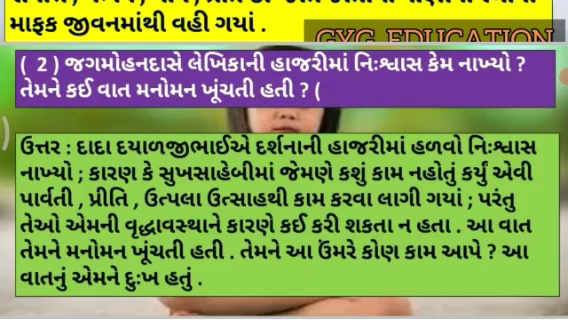 માફક જીવનમાંથી વહી ગયાં .
GYG EDUCATION
( 2 ) જગમોહનદાસે લેખિકાની હાજરીમાં નિઃશ્વાસ કેમ નાખ્યો ?
તેમને કઈ વાત મનોમન ખૂંચતી હતી ? (
ઉત્તર : દાદા દયાળજીભાઈએ દર્શનાની હાજરીમાં હળવો નિઃશ્વાસ
નાખ્યો ; કારણ કે સુખસાહેબીમાં જેમણે કશું કામ નહોતું કર્યું એવી
પાર્વતી , પ્રીતિ , ઉત્પલા ઉત્સાહથી કામ કરવા લાગી ગયાં ; પરંતુ
તેઓ એમની વૃદ્ધાવસ્થાને કારણે કઈ કરી શકતા ન હતા . આ વાત
તેમને મનોમન ખૂંચતી હતી . તેમને આ ઉંમરે કોણ કામ આપે ? આ
વાતનું એમને દુઃખ હતું .